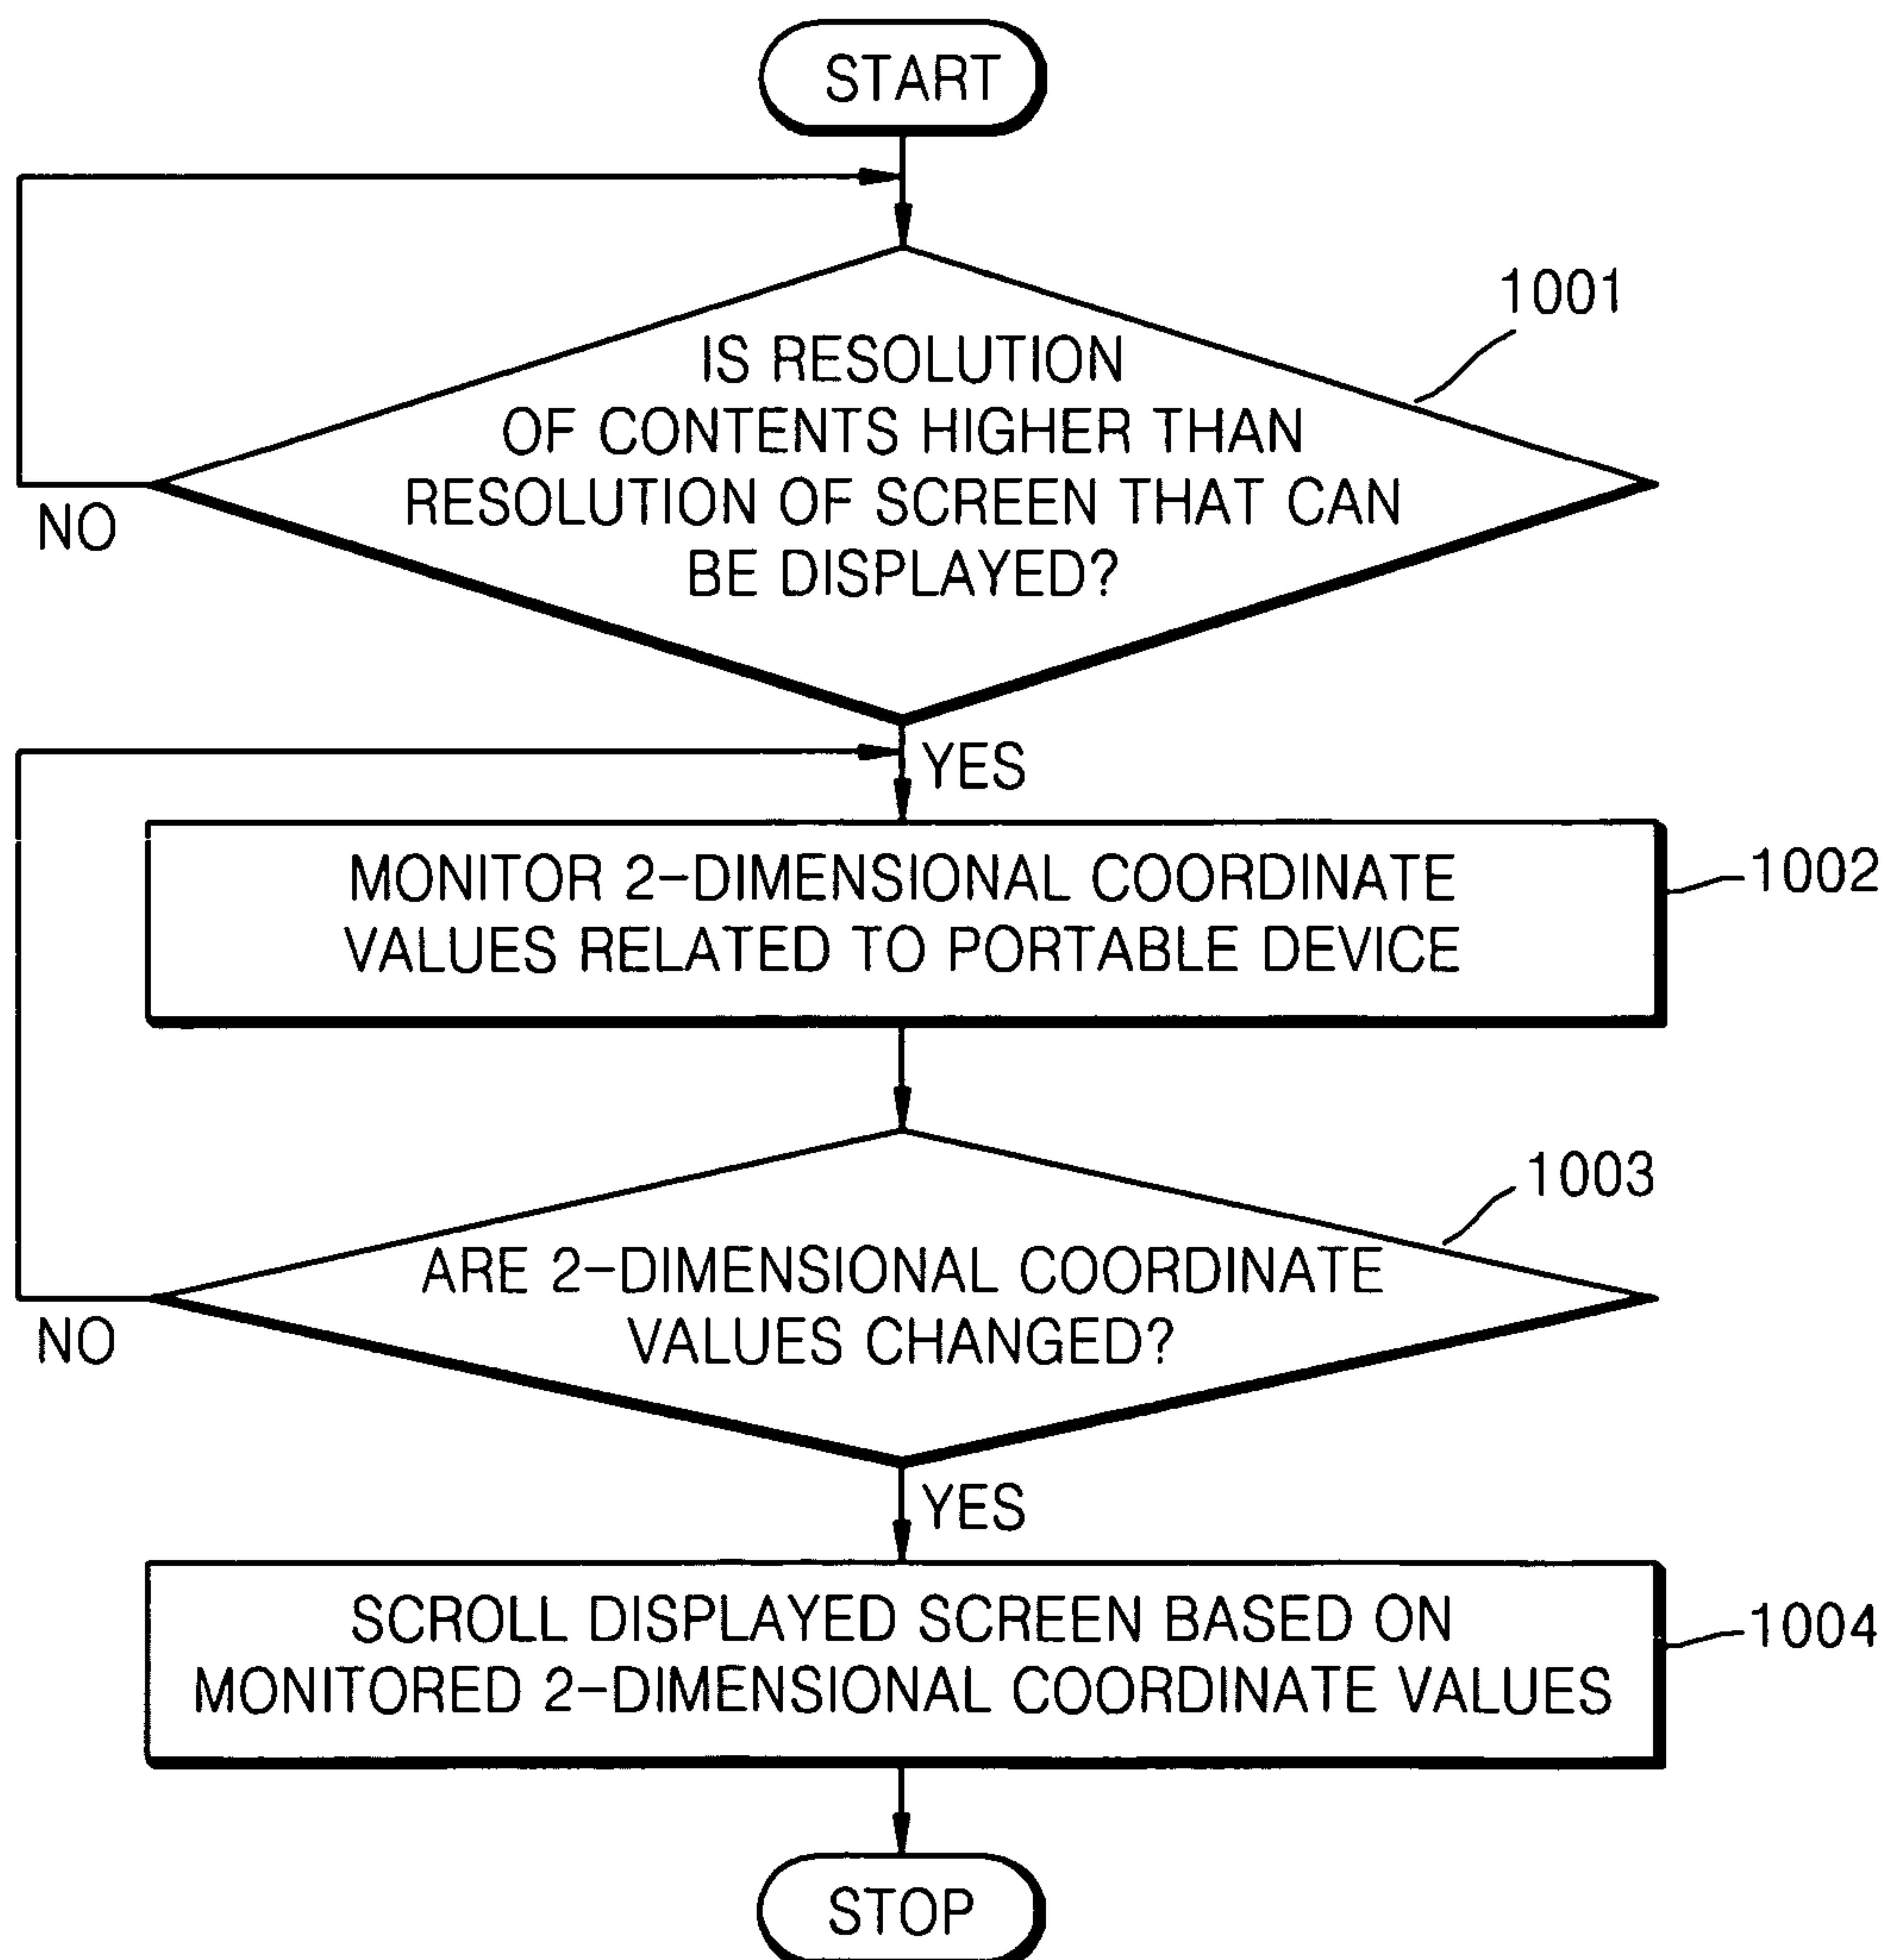 START
1001
IS RESOLUTION
OF CONTENTS HIGHER THAN
RESOLUTION OF SCREEN THAT CAN
BE DISPLAYED?
NO
YES
MONITOR 2-DIMENSIONAL COORDINATE
VALUES RELATED TO PORTABLE DEVICE
1002
1003
ARE 2-DIMENSIONAL COORDINATE
VALUES CHANGED?
NO
YES
SCROLL DISPLAYED SCREEN BASED ON
MONITORED 2-DIMENSIONAL COORDINATE VALUES
1004
STOP